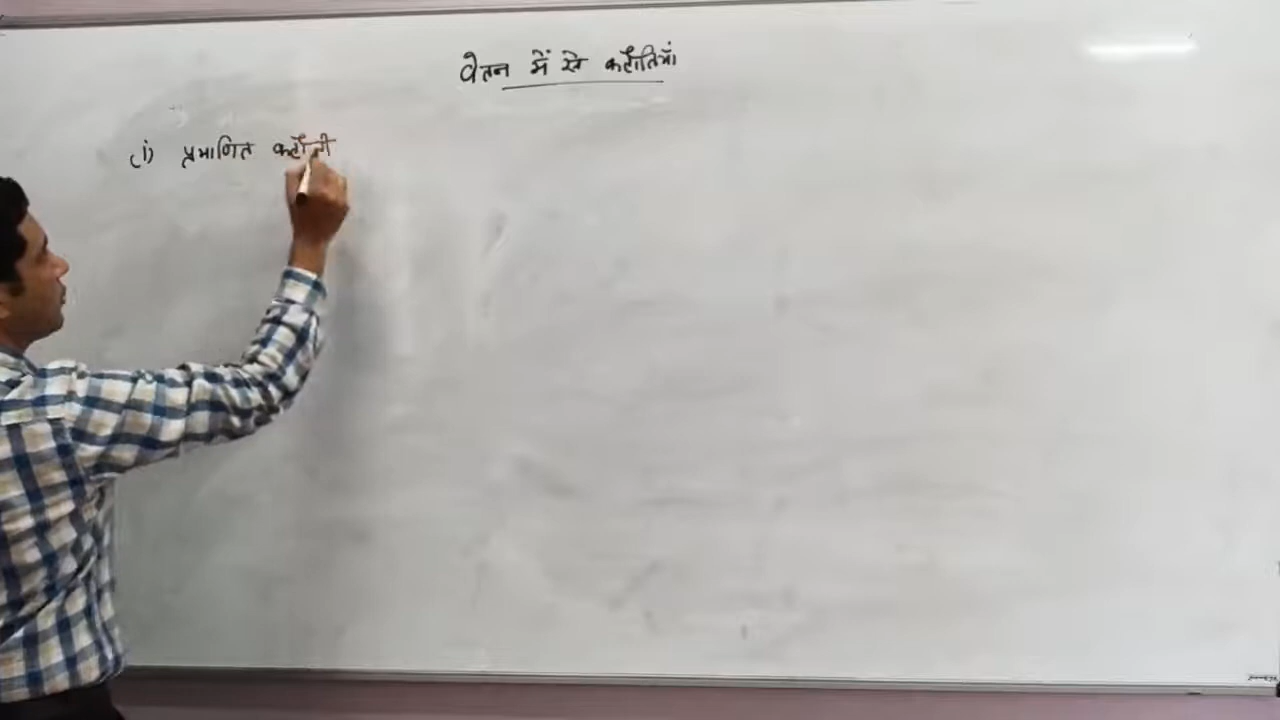 वेतन में से कटौतियाँ
(i) प्रमाणित कटौती